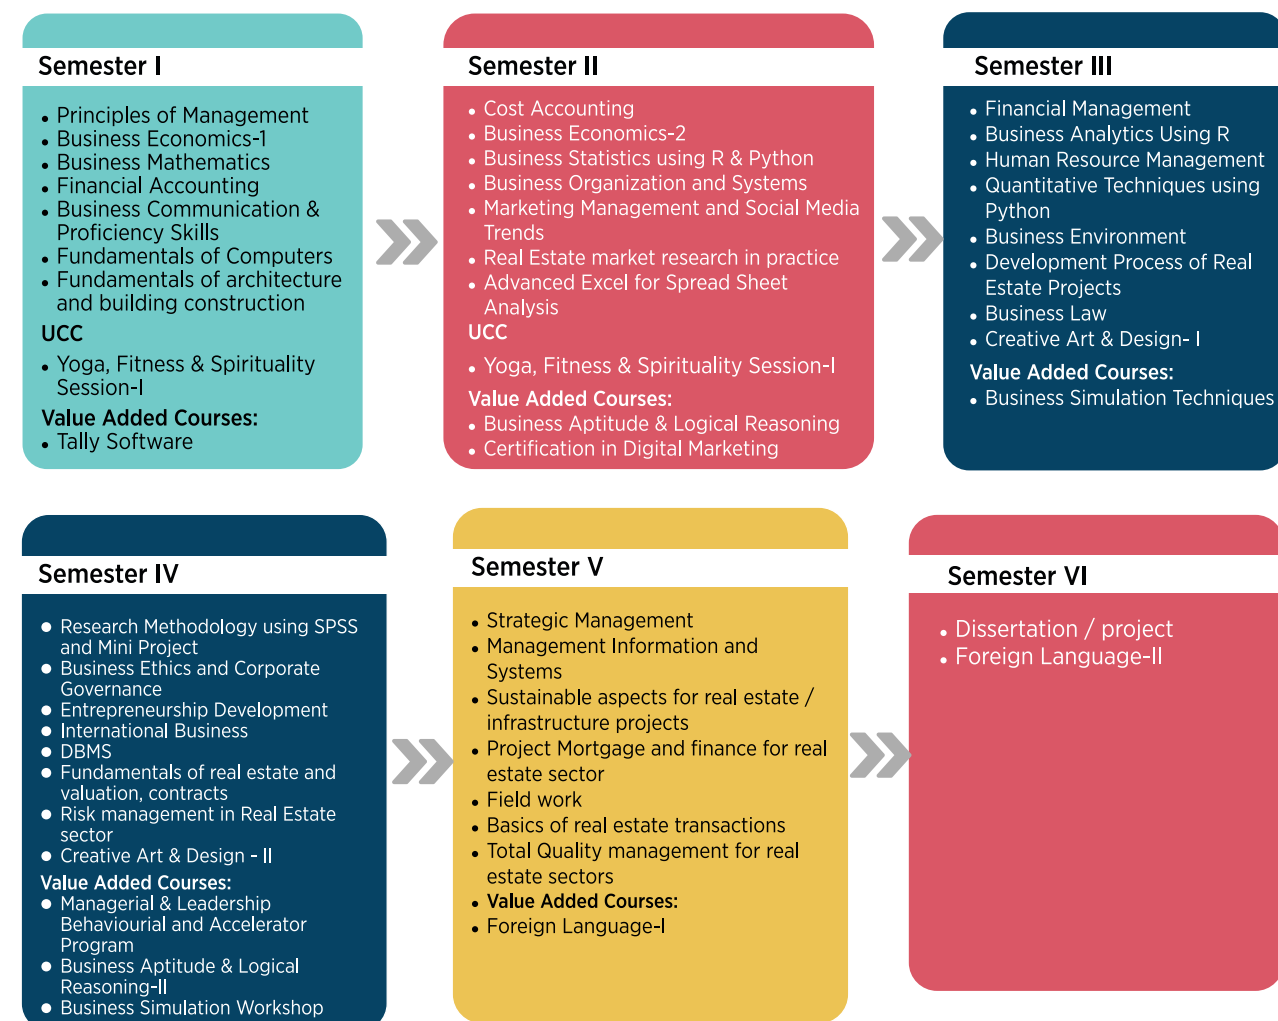 Semester I
• Principles of Management
• Business Economics-1
• Business Mathematics
• Financial Accounting
• Business Communication &
Proficiency Skills
• Fundamentals of Computers
• Fundamentals of architecture
and building construction
UCC
• Yoga, Fitness & Spirituality
Session-I
Value Added Courses:
• Tally Software
Semester II
• Cost Accounting
• Business Economics-2
• Business Statistics using R & Python
• Business Organization and Systems
• Marketing Management and Social Media
Trends
• Real Estate market research in practice
• Advanced Excel for Spread Sheet
Analysis
UCC
• Yoga, Fitness & Spirituality Session-I
Value Added Courses:
• Business Aptitude & Logical Reasoning
• Certification in Digital Marketing
Semester III
• Financial Management
• Business Analytics Using R
• Human Resource Management
• Quantitative Techniques using
Python
• Business Environment
• Development Process of Real
Estate Projects
• Business Law
• Creative Art & Design- I
Value Added Courses:
• Business Simulation Techniques
Semester IV
• Research Methodology using SPSS
and Mini Project
• Business Ethics and Corporate
Governance
• Entrepreneurship Development
• International Business
• DBMS
• Fundamentals of real estate and
valuation, contracts
• Risk management in Real Estate
sector
• Creative Art & Design - II
Value Added Courses:
• Managerial & Leadership
Behaviourial and Accelerator
Program
• Business Aptitude & Logical
Reasoning-II
• Business Simulation Workshop
Semester V
• Strategic Management
• Management Information and
Systems
• Sustainable aspects for real estate /
infrastructure projects
• Project Mortgage and finance for real
estate sector
• Field work
• Basics of real estate transactions
• Total Quality management for real
estate sectors
• Value Added Courses:
• Foreign Language-I
Semester VI
• Dissertation / project
• Foreign Language-II